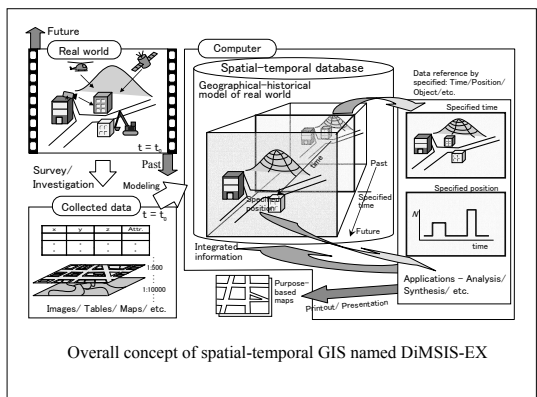 Future
Real world
t = t₀
Past
Survey/
Investigation
Modeling
Collected data
t = t₀
x y z Attr.
1:500
1:10000
Images/ Tables/ Maps/ etc.
Computer
Spatial-temporal database
Geographical-historical
model of real world
time
Past
Specified
time
Future
Specified
position
Integrated
information
Data reference by
specified: Time/Position/
Object/etc.
Specified time
Specified position
N
time
Applications - Analysis/
Synthesis/ etc.
Purpose-
based
maps
Printout/ Presentation
Overall concept of spatial-temporal GIS named DiMSIS-EX